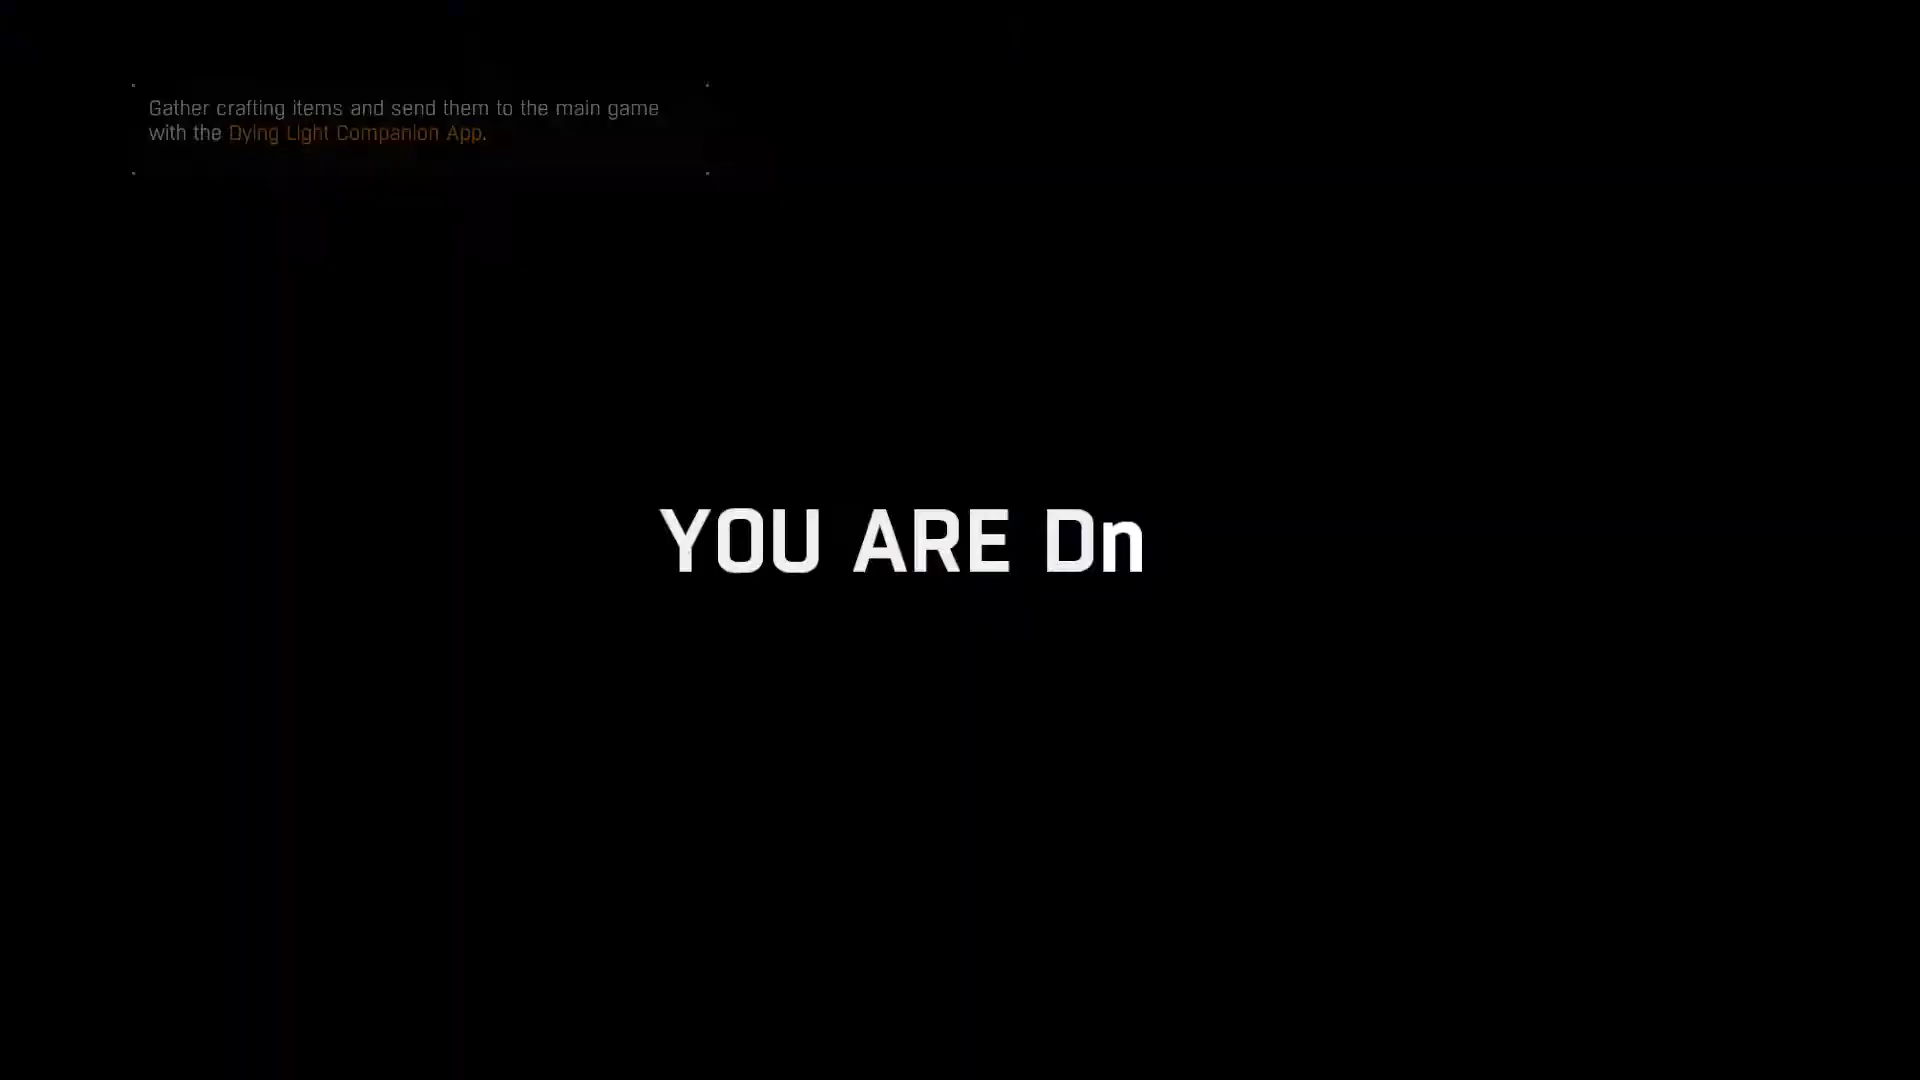 Gather crafting items and send them to the main game
with the Dying Light Companion App.
YOU ARE Dn